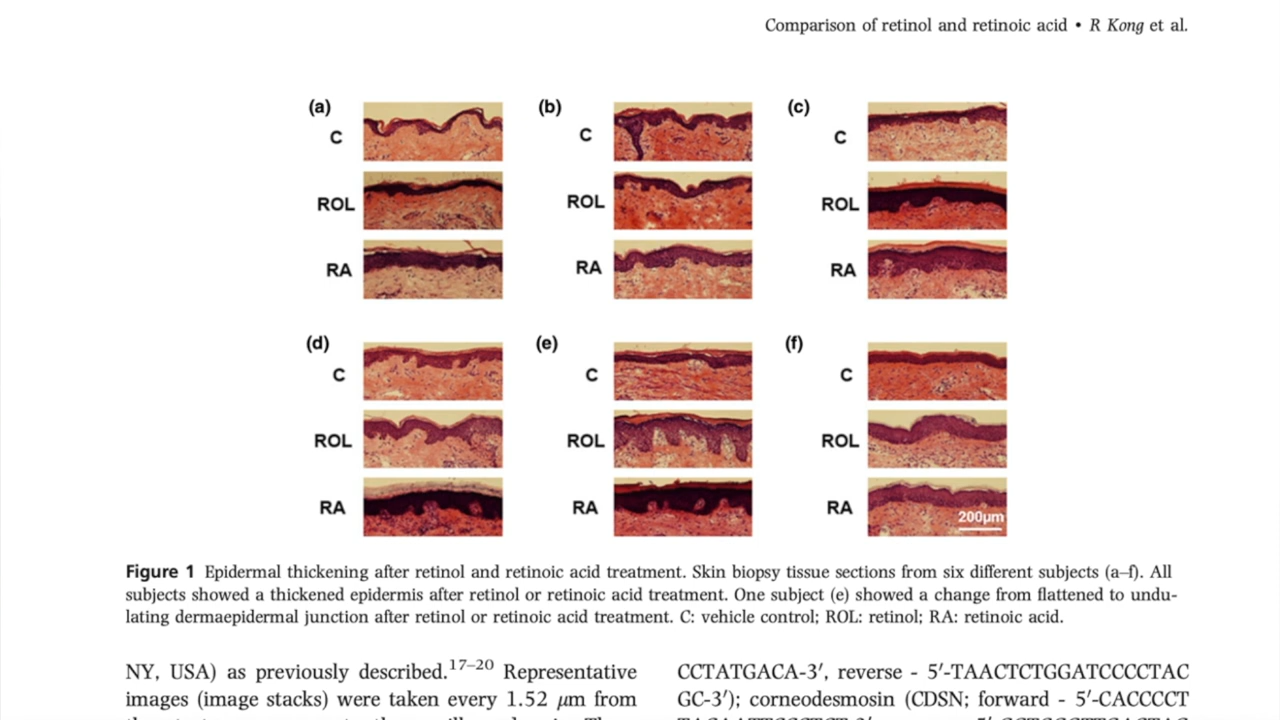 Comparison of retinol and retinoic acid • R Kong et al.
(a)
C
ROL
RA
(b)
C
ROL
RA
(c)
C
ROL
RA
(d)
C
ROL
RA
(e)
C
ROL
RA
(f)
C
ROL
RA
200μm
Figure 1 Epidermal thickening after retinol and retinoic acid treatment. Skin biopsy tissue sections from six different subjects (a–f). All
subjects showed a thickened epidermis after retinol or retinoic acid treatment. One subject (e) showed a change from flattened to undu-
lating dermaepidermal junction after retinol or retinoic acid treatment. C: vehicle control; ROL: retinol; RA: retinoic acid.
NY, USA) as previously described.17–20 Representative
images (image stacks) were taken every 1.52 μm from
CCTATGACA-3′, reverse - 5′-TAACTCTGGATCCCCTAC
GC-3′); corneodesmosin (CDSN; forward - 5′-CACCCCT